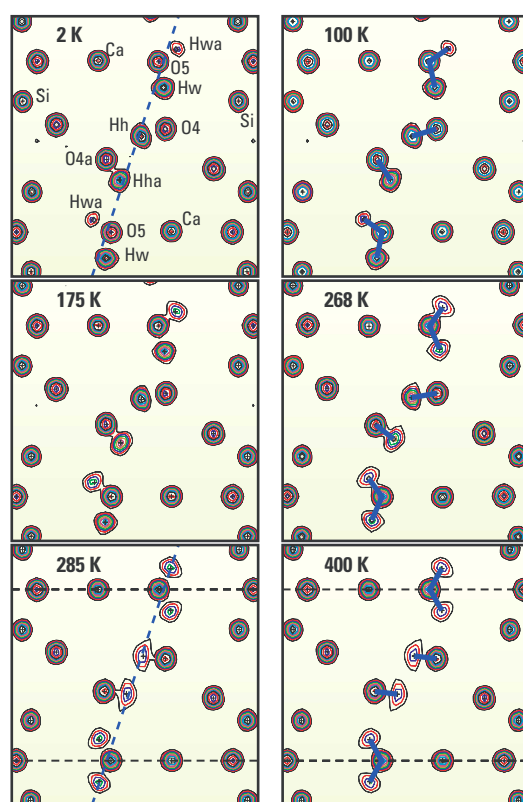 2 K
Hwa
Ca
O5
Hw
Si
Si
Hh
O4
O4a
Hha
Hwa
Ca
O5
Hw
100 K
175 K
268 K
285 K
400 K